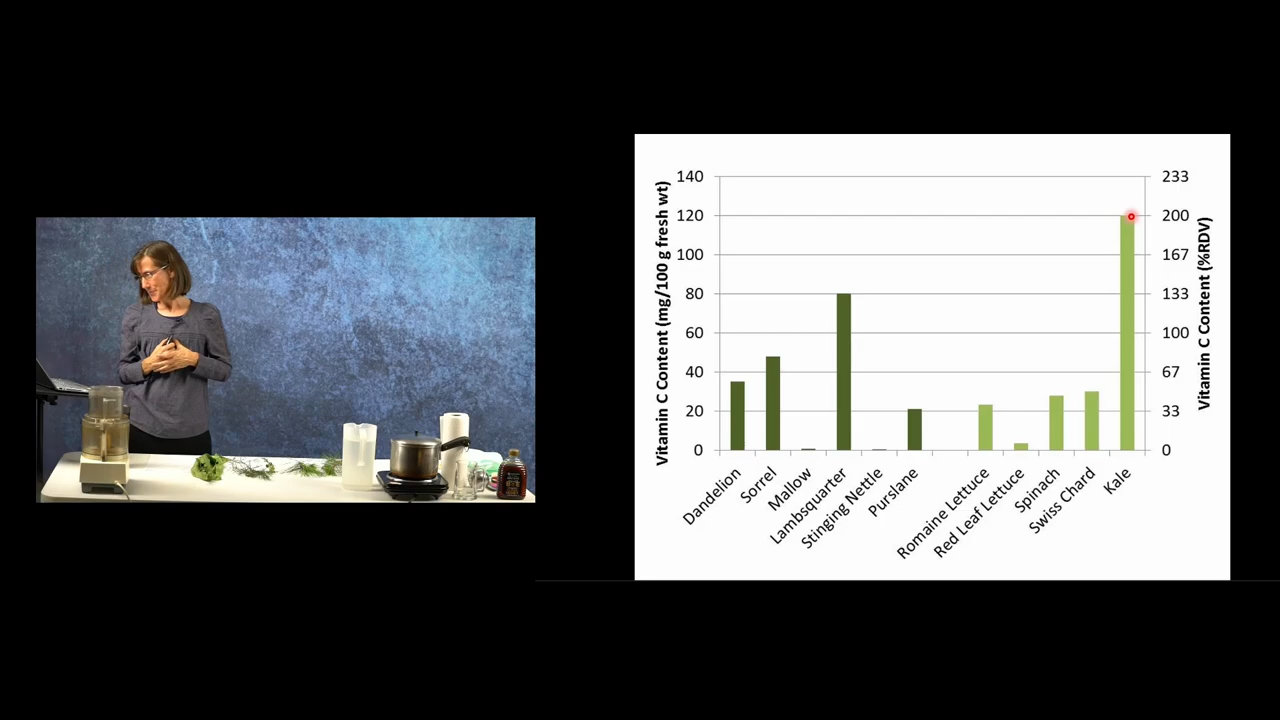 Vitamin C Content (mg/100 g fresh wt)
140
120
100
80
60
40
20
0
233
200
167
133
100
67
33
0
Vitamin C Content (%RDV)
Dandelion
Sorrel
Mallow
Lambsquarter
Stinging Nettle
Purslane
Romaine Lettuce
Red Leaf Lettuce
Spinach
Swiss Chard
Kale